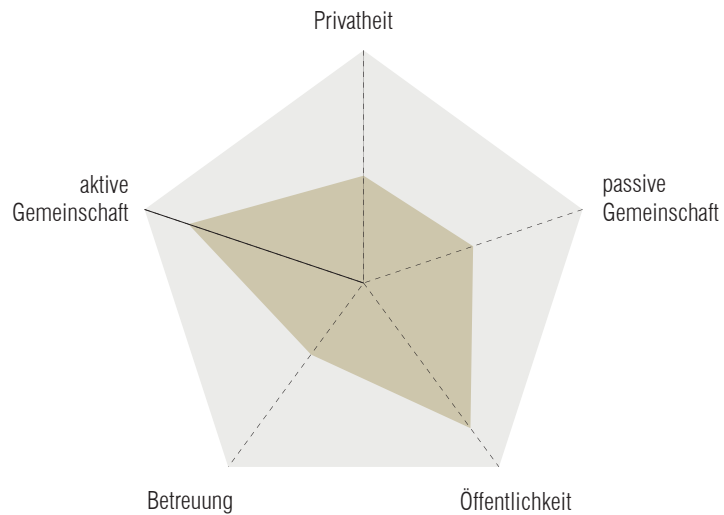 Privatheit
aktive
Gemeinschaft
passive
Gemeinschaft
Betreuung
Öffentlichkeit